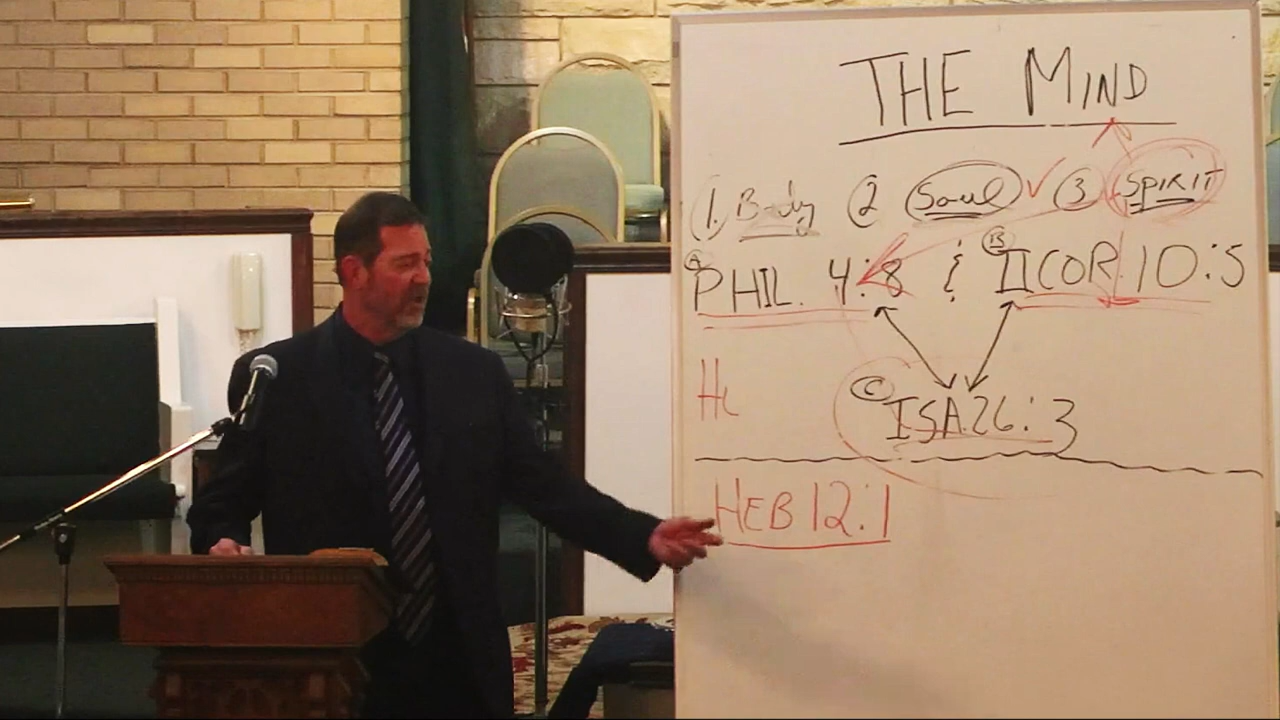 THE MIND
1. Body 2 Soul ✓ 3 SPIRIT
A PHIL. 4:8 & B II COR 10:5
He
C ISA.26:3
HEB 12:1